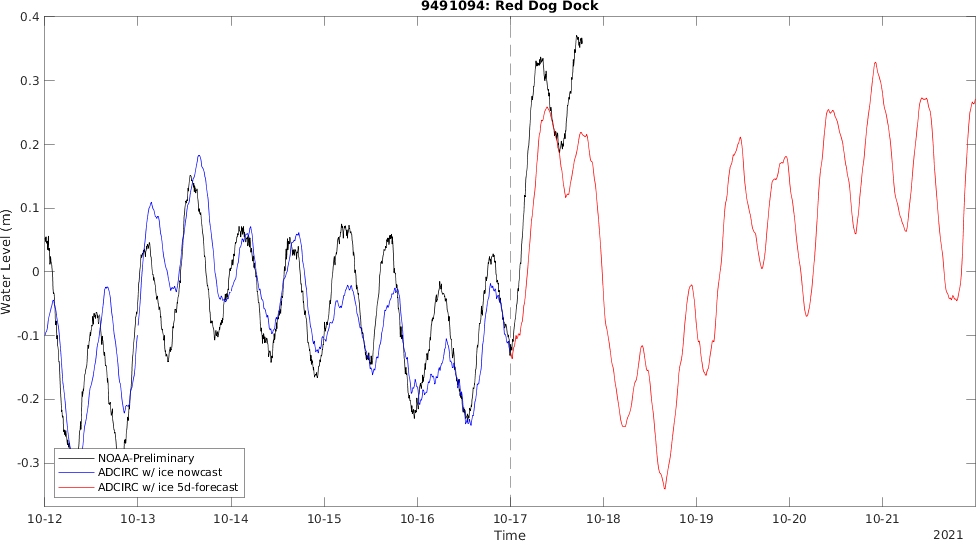 9491094: Red Dog Dock
0.4
0.3
0.2
0.1
0
-0.1
-0.2
-0.3
Water Level (m)
NOAA-Preliminary
ADCIRC w/ ice nowcast
ADCIRC w/ ice 5d-forecast
10-12 10-13 10-14 10-15 10-16 10-17 10-18 10-19 10-20 10-21
Time
2021